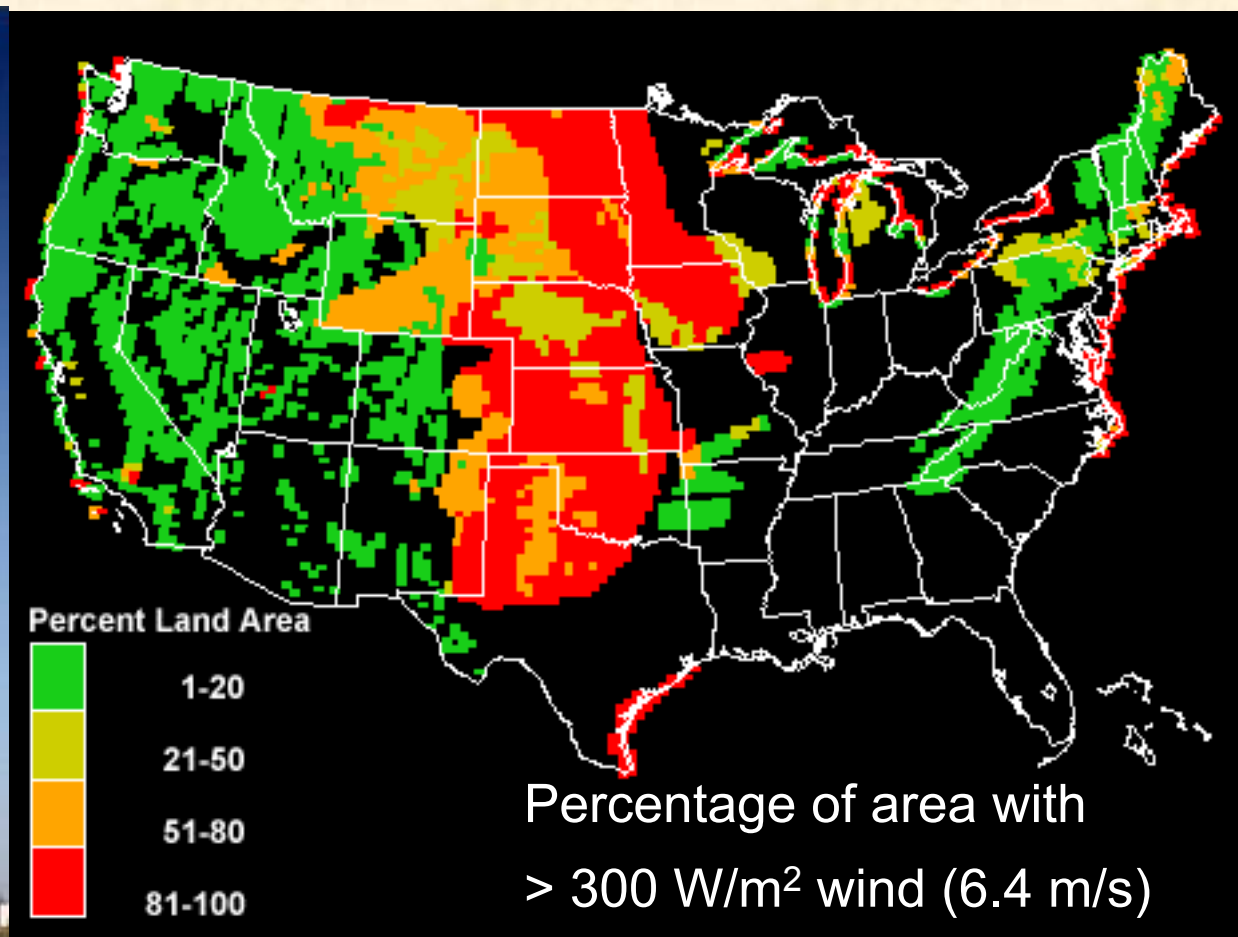 Percent Land Area
1-20
21-50
51-80
81-100
Percentage of area with
> 300 W/m² wind (6.4 m/s)